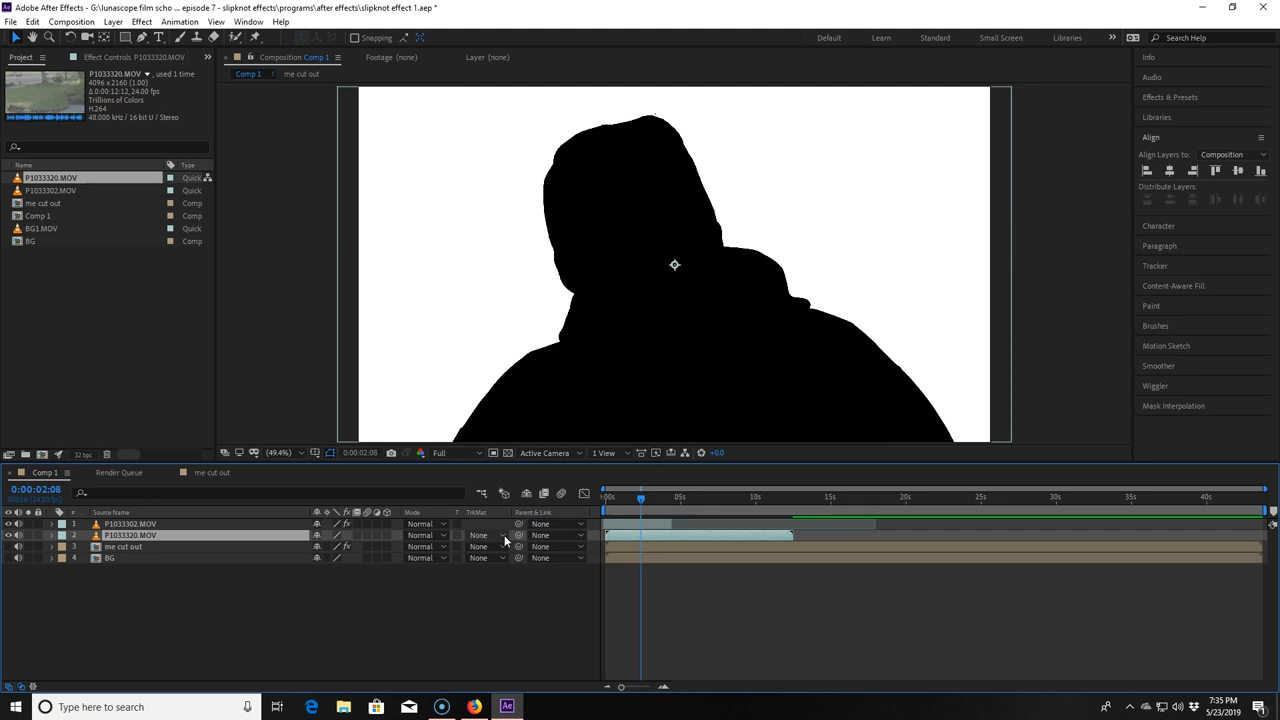 Adobe After Effects - G:\lunascope film scho ... episode 7 - slipknot effects\programs\after effects\slipknot effect 1.aep *
File Edit Composition Layer Effect Animation View Window Help
Snapping Default Learn Standard Small Screen Libraries Search Help
Project Effect Controls P1033320.MOV Composition Comp 1 Footage (none) Layer (none) Info
P1033320.MOV , used 1 time
4096 x 2160 (1.00)
Δ 0:00:12:12, 24.00 fps
Trillions of Colors
H.264
48.000 kHz / 16 bit U / Stereo
Comp 1 me cut out
Audio
Effects & Presets
Libraries
Align
Align Layers to: Composition
Distribute Layers:
Character
Paragraph
Tracker
Content-Aware Fill
Paint
Brushes
Motion Sketch
Smoother
Wiggler
Mask Interpolation
Name Type
P1033320.MOV Quick
P1033302.MOV Quick
me cut out Comp
Comp 1 Comp
BG1.MOV Quick
BG Comp
32 bpc
(49.4%) 0:00:02:08 Full Active Camera 1 View +0.0
Comp 1 Render Queue me cut out
0:00:02:08
00056 (24.00 fps)
:00s 05s 10s 15s 20s 25s 30s 35s 40s
# Source Name Mode T TrkMat Parent & Link
1 P1033302.MOV Normal None
2 P1033320.MOV Normal None None
3 me cut out Normal None None
4 BG Normal None None
Type here to search
7:35 PM
5/23/2019